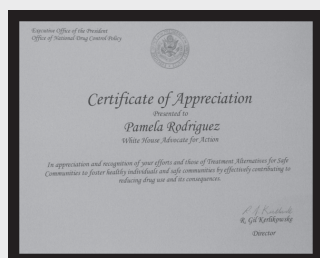 Executive Office of the President
Office of National Drug Control Policy
Certificate of Appreciation
Presented to
Pamela Rodriguez
White House Advocate for Action
In appreciation and recognition of your efforts and those of Treatment Alternatives for Safe
Communities to foster healthy individuals and safe communities by effectively contributing to
reducing drug use and its consequences.
R. Gil Kerlikowske
Director